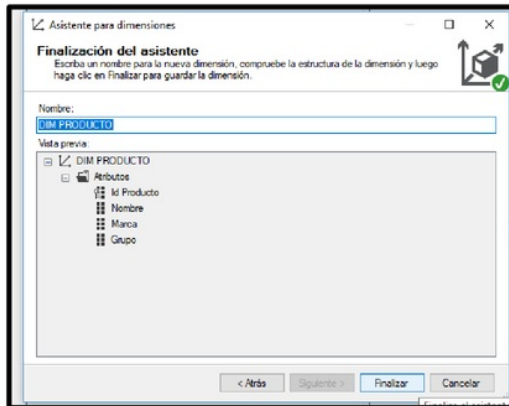 Asistente para dimensiones
Finalización del asistente
Escriba un nombre para la nueva dimensión, compruebe la estructura de la dimensión y luego
haga clic en Finalizar para guardar la dimensión.
Nombre:
DIM PRODUCTO
Vista previa:
DIM PRODUCTO
Atributos
Id Producto
Nombre
Marca
Grupo
< Atrás Siguiente > Finalizar Cancelar